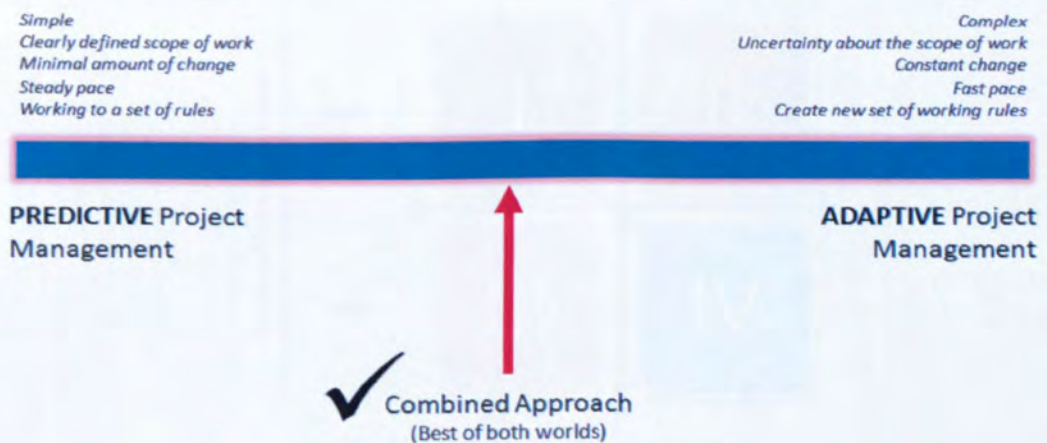 Simple
Clearly defined scope of work
Minimal amount of change
Steady pace
Working to a set of rules
Complex
Uncertainty about the scope of work
Constant change
Fast pace
Create new set of working rules
PREDICTIVE Project
Management
ADAPTIVE Project
Management
Combined Approach
(Best of both worlds)